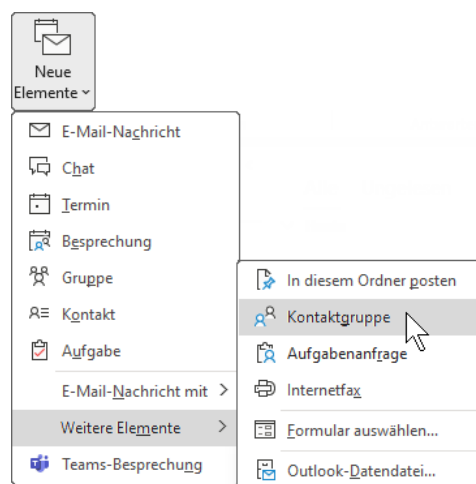 Neue
Elemente
E-Mail-Nachricht
Chat
Termin
Besprechung
Gruppe
Kontakt
Aufgabe
E-Mail-Nachricht mit
Weitere Elemente
Teams-Besprechung
In diesem Ordner posten
Kontaktgruppe
Aufgabenanfrage
Internetfax
Formular auswählen...
Outlook-Datendatei...